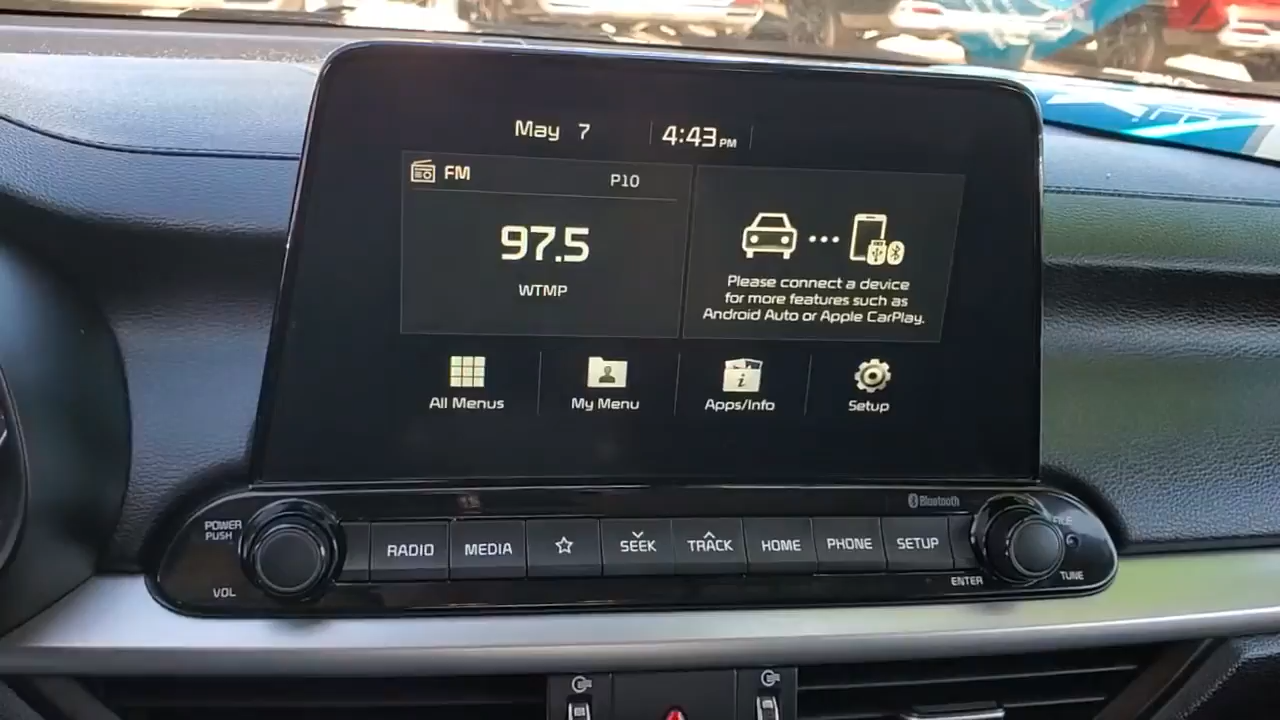 May 7
4:43 PM
FM
P10
97.5
WTMP
Please connect a device
for more features such as
Android Auto or Apple CarPlay.
All Menus
My Menu
Apps/Info
Setup
Bluetooth
POWER
PUSH
VOL
RADIO
MEDIA
SEEK
TRACK
HOME
PHONE
SETUP
FILE
ENTER
TUNE